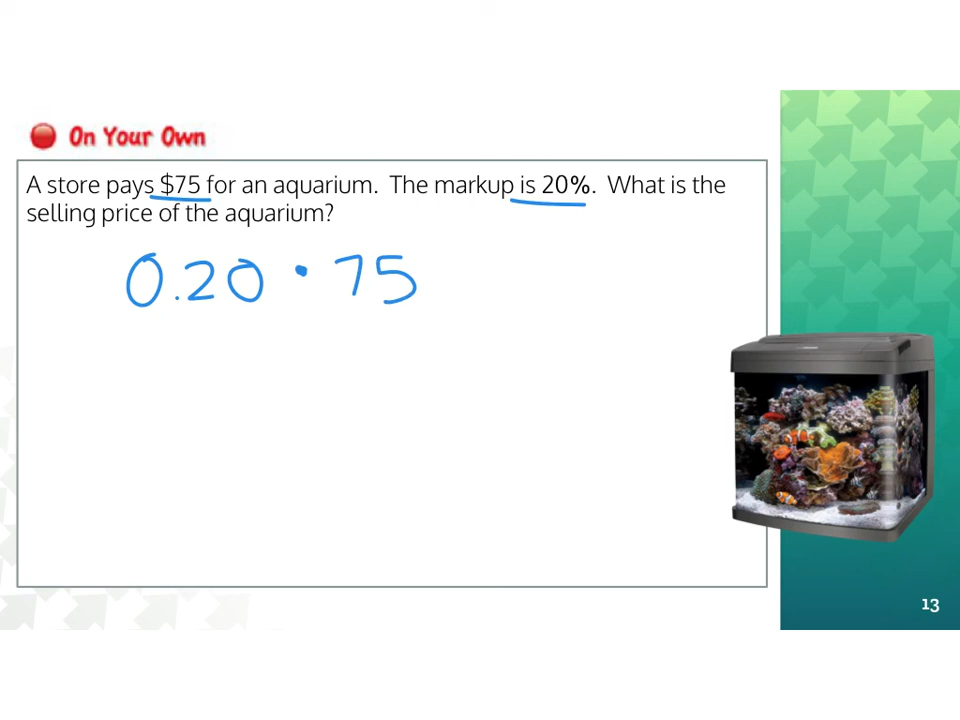 On Your Own
A store pays $75 for an aquarium. The markup is 20%. What is the
selling price of the aquarium?
0.20 · 75
13